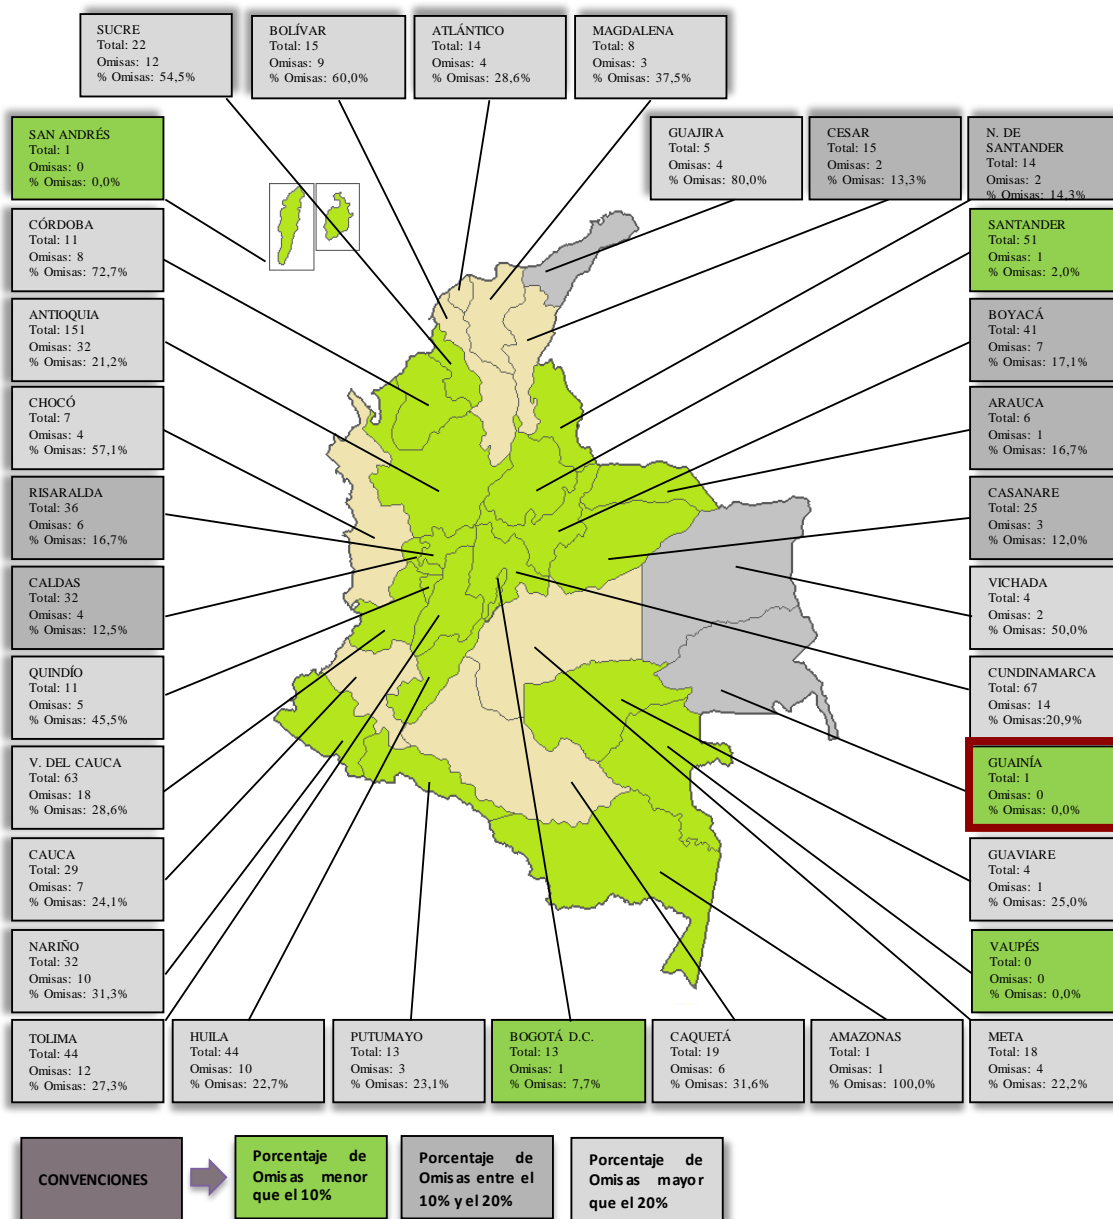 SUCRE
Total: 22
Omisas: 12
% Omisas: 54,5%
BOLÍVAR
Total: 15
Omisas: 9
% Omisas: 60,0%
ATLÁNTICO
Total: 14
Omisas: 4
% Omisas: 28,6%
MAGDALENA
Total: 8
Omisas: 3
% Omisas: 37,5%
SAN ANDRÉS
Total: 1
Omisas: 0
% Omisas: 0,0%
GUAJIRA
Total: 5
Omisas: 4
% Omisas: 80,0%
CESAR
Total: 15
Omisas: 2
% Omisas: 13,3%
N. DE
SANTANDER
Total: 14
Omisas: 2
% Omisas: 14,3%
CÓRDOBA
Total: 11
Omisas: 8
% Omisas: 72,7%
SANTANDER
Total: 51
Omisas: 1
% Omisas: 2,0%
ANTIOQUIA
Total: 151
Omisas: 32
% Omisas: 21,2%
BOYACÁ
Total: 41
Omisas: 7
% Omisas: 17,1%
CHOCÓ
Total: 7
Omisas: 4
% Omisas: 57,1%
ARAUCA
Total: 6
Omisas: 1
% Omisas: 16,7%
RISARALDA
Total: 36
Omisas: 6
% Omisas: 16,7%
CASANARE
Total: 25
Omisas: 3
% Omisas: 12,0%
CALDAS
Total: 32
Omisas: 4
% Omisas: 12,5%
VICHADA
Total: 4
Omisas: 2
% Omisas: 50,0%
QUINDÍO
Total: 11
Omisas: 5
% Omisas: 45,5%
CUNDINAMARCA
Total: 67
Omisas: 14
% Omisas:20,9%
V. DEL CAUCA
Total: 63
Omisas: 18
% Omisas: 28,6%
GUAINÍA
Total: 1
Omisas: 0
% Omisas: 0,0%
CAUCA
Total: 29
Omisas: 7
% Omisas: 24,1%
GUAVIARE
Total: 4
Omisas: 1
% Omisas: 25,0%
NARIÑO
Total: 32
Omisas: 10
% Omisas: 31,3%
VAUPÉS
Total: 0
Omisas: 0
% Omisas: 0,0%
TOLIMA
Total: 44
Omisas: 12
% Omisas: 27,3%
HUILA
Total: 44
Omisas: 10
% Omisas: 22,7%
PUTUMAYO
Total: 13
Omisas: 3
% Omisas: 23,1%
BOGOTÁ D.C.
Total: 13
Omisas: 1
% Omisas: 7,7%
CAQUETÁ
Total: 19
Omisas: 6
% Omisas: 31,6%
AMAZONAS
Total: 1
Omisas: 1
% Omisas: 100,0%
META
Total: 18
Omisas: 4
% Omisas: 22,2%
CONVENCIONES
Porcentaje de
Omisas menor
que el 10%
Porcentaje de
Omisas entre el
10% y el 20%
Porcentaje de
Omisas mayor
que el 20%